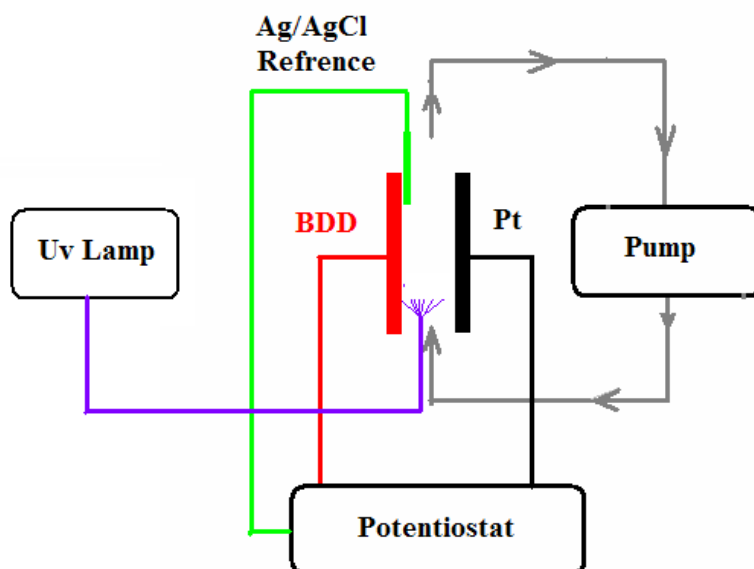 Ag/AgCl
Refrence
BDD
Pt
Uv Lamp
Pump
Potentiostat